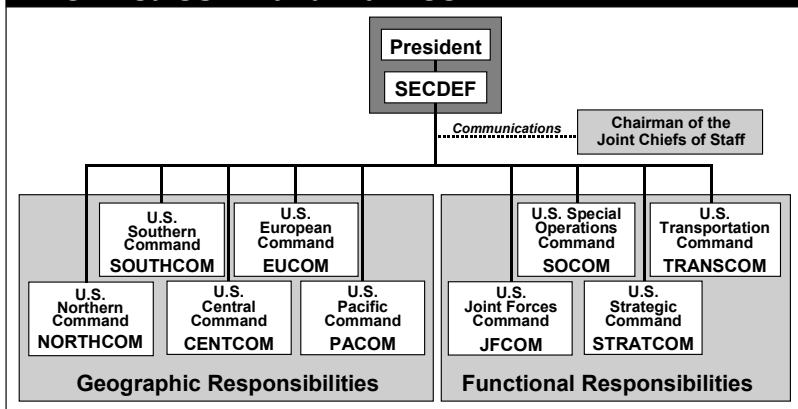 President
SECDEF
Communications
Chairman of the
Joint Chiefs of Staff
U.S.
Southern
Command
SOUTHCOM
U.S.
European
Command
EUCOM
U.S. Special
Operations
Command
SOCOM
U.S.
Transportation
Command
TRANSCOM
U.S.
Northern
Command
NORTHCOM
U.S.
Central
Command
CENTCOM
U.S.
Pacific
Command
PACOM
U.S.
Joint Forces
Command
JFCOM
U.S.
Strategic
Command
STRATCOM
Geographic Responsibilities
Functional Responsibilities